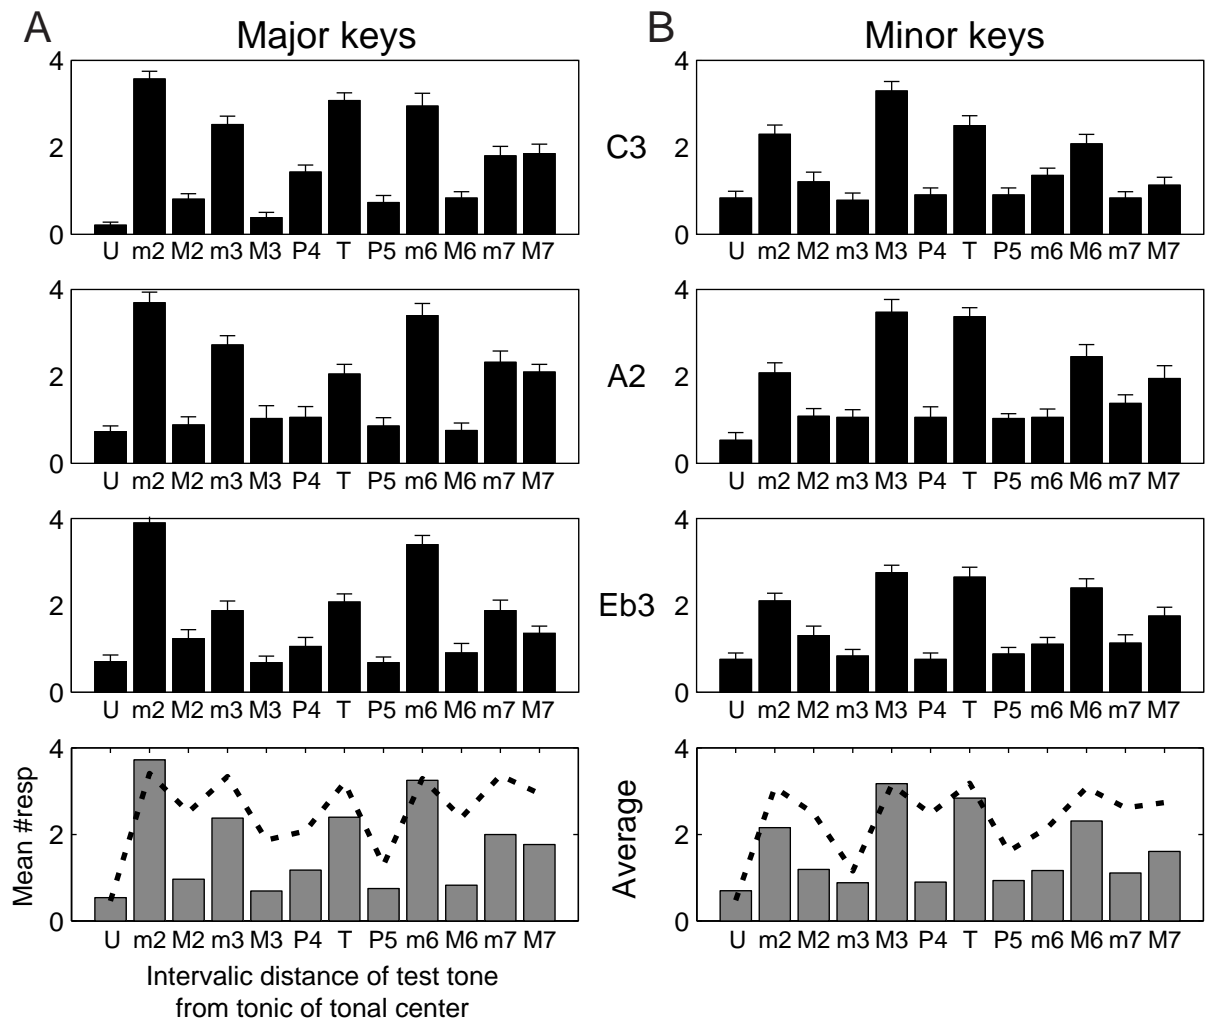 A
Major keys
B
Minor keys
4
2
0
U m2 M2 m3 M3 P4 T P5 m6 M6 m7 M7
C3
4
2
0
U m2 M2 m3 M3 P4 T P5 m6 M6 m7 M7
4
2
0
U m2 M2 m3 M3 P4 T P5 m6 M6 m7 M7
A2
4
2
0
U m2 M2 m3 M3 P4 T P5 m6 M6 m7 M7
4
2
0
U m2 M2 m3 M3 P4 T P5 m6 M6 m7 M7
Eb3
4
2
0
U m2 M2 m3 M3 P4 T P5 m6 M6 m7 M7
Mean #resp
4
2
0
U m2 M2 m3 M3 P4 T P5 m6 M6 m7 M7
Average
4
2
0
U m2 M2 m3 M3 P4 T P5 m6 M6 m7 M7
Intervalic distance of test tone
from tonic of tonal center